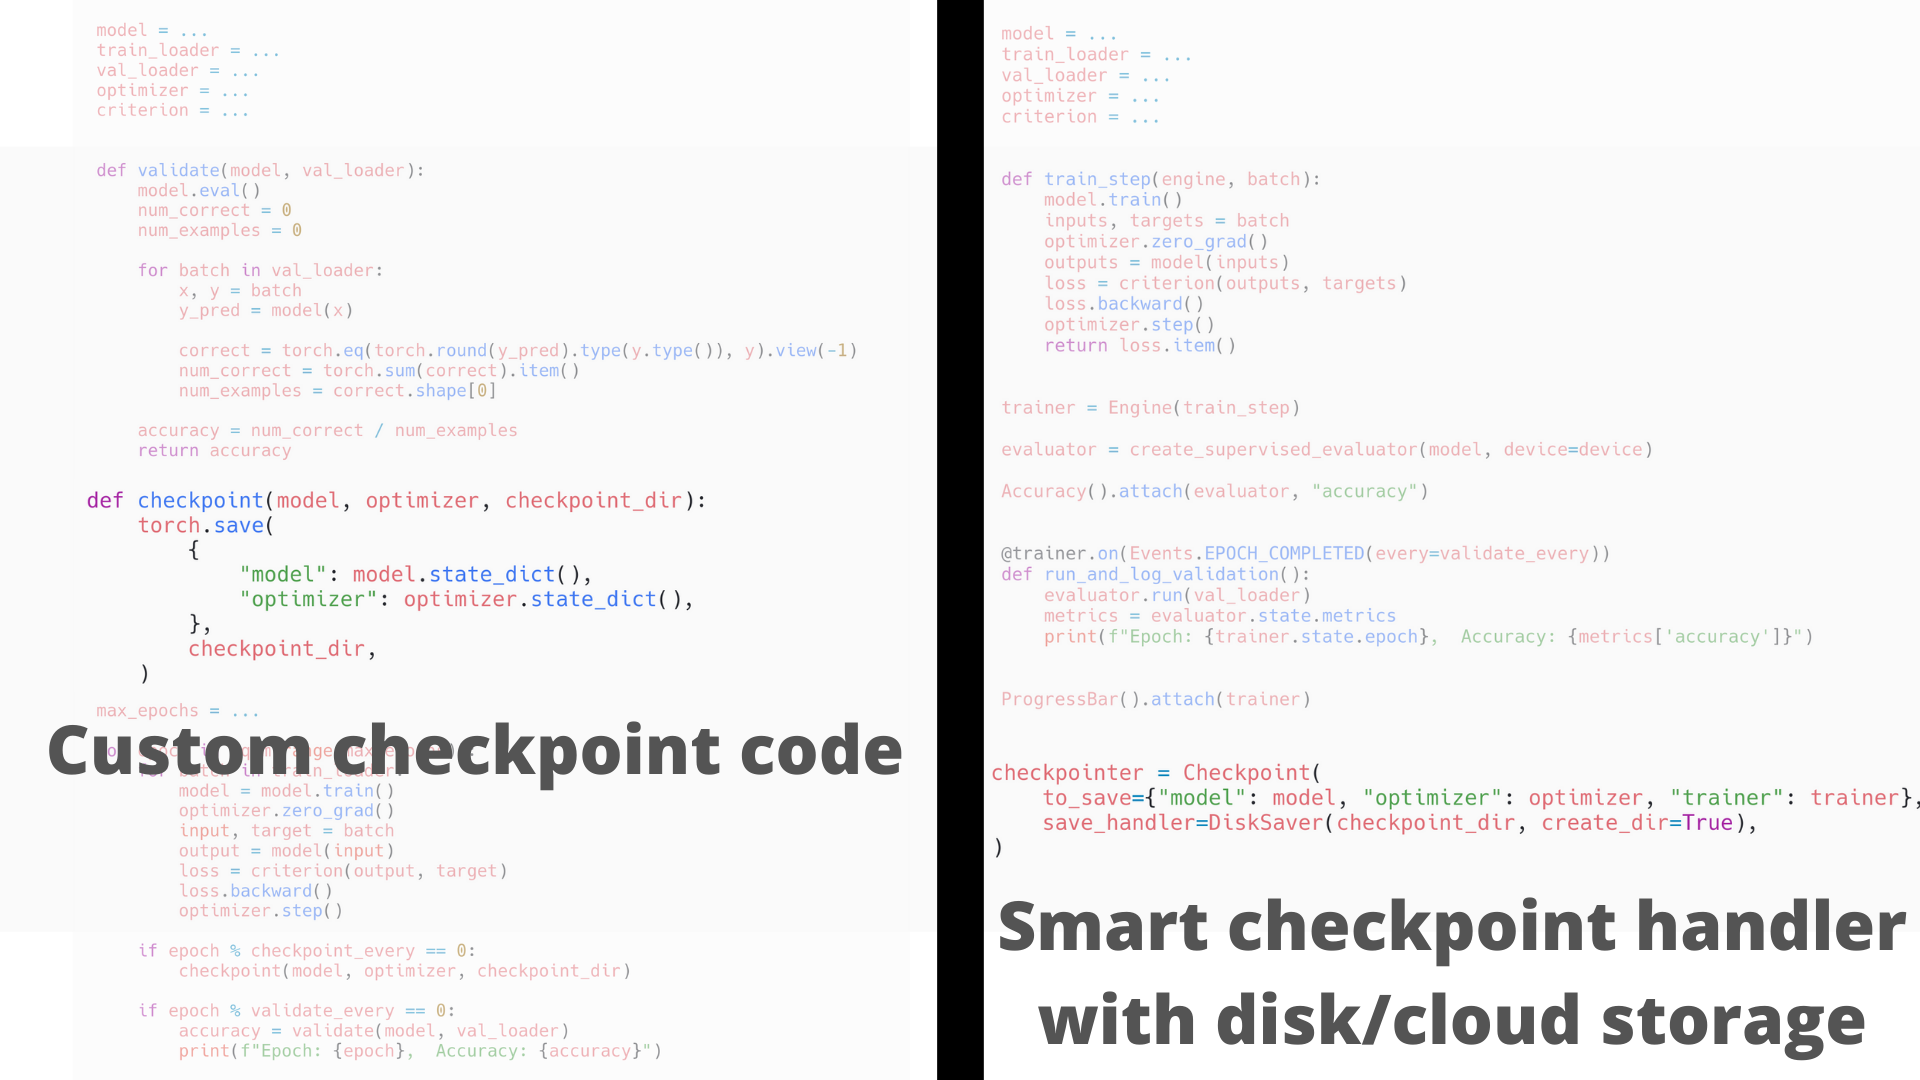 model = ...
train_loader = ...
val_loader = ...
optimizer = ...
criterion = ...
def validate(model, val_loader):
model.eval()
num_correct = 0
num_examples = 0
for batch in val_loader:
x, y = batch
y_pred = model(x)
correct = torch.eq(torch.round(y_pred).type(y.type()), y).view(-1)
num_correct = torch.sum(correct).item()
num_examples = correct.shape[0]
accuracy = num_correct / num_examples
return accuracy
def checkpoint(model, optimizer, checkpoint_dir):
torch.save(
{
"model": model.state_dict(),
"optimizer": optimizer.state_dict(),
},
checkpoint_dir,
)
max_epochs = ...
Custom checkpoint code
for batch in train_loader:
model = model.train()
optimizer.zero_grad()
input, target = batch
output = model(input)
loss = criterion(output, target)
loss.backward()
optimizer.step()
if epoch % checkpoint_every == 0:
checkpoint(model, optimizer, checkpoint_dir)
if epoch % validate_every == 0:
accuracy = validate(model, val_loader)
print(f"Epoch: {epoch}, Accuracy: {accuracy}")
model = ...
train_loader = ...
val_loader = ...
optimizer = ...
criterion = ...
def train_step(engine, batch):
model.train()
inputs, targets = batch
optimizer.zero_grad()
outputs = model(inputs)
loss = criterion(outputs, targets)
loss.backward()
optimizer.step()
return loss.item()
trainer = Engine(train_step)
evaluator = create_supervised_evaluator(model, device=device)
Accuracy().attach(evaluator, "accuracy")
@trainer.on(Events.EPOCH_COMPLETED(every=validate_every))
def run_and_log_validation():
evaluator.run(val_loader)
metrics = evaluator.state.metrics
print(f"Epoch: {trainer.state.epoch}, Accuracy: {metrics['accuracy']}")
ProgressBar().attach(trainer)
checkpointer = Checkpoint(
to_save={"model": model, "optimizer": optimizer, "trainer": trainer},
save_handler=DiskSaver(checkpoint_dir, create_dir=True),
)
Smart checkpoint handler
with disk/cloud storage